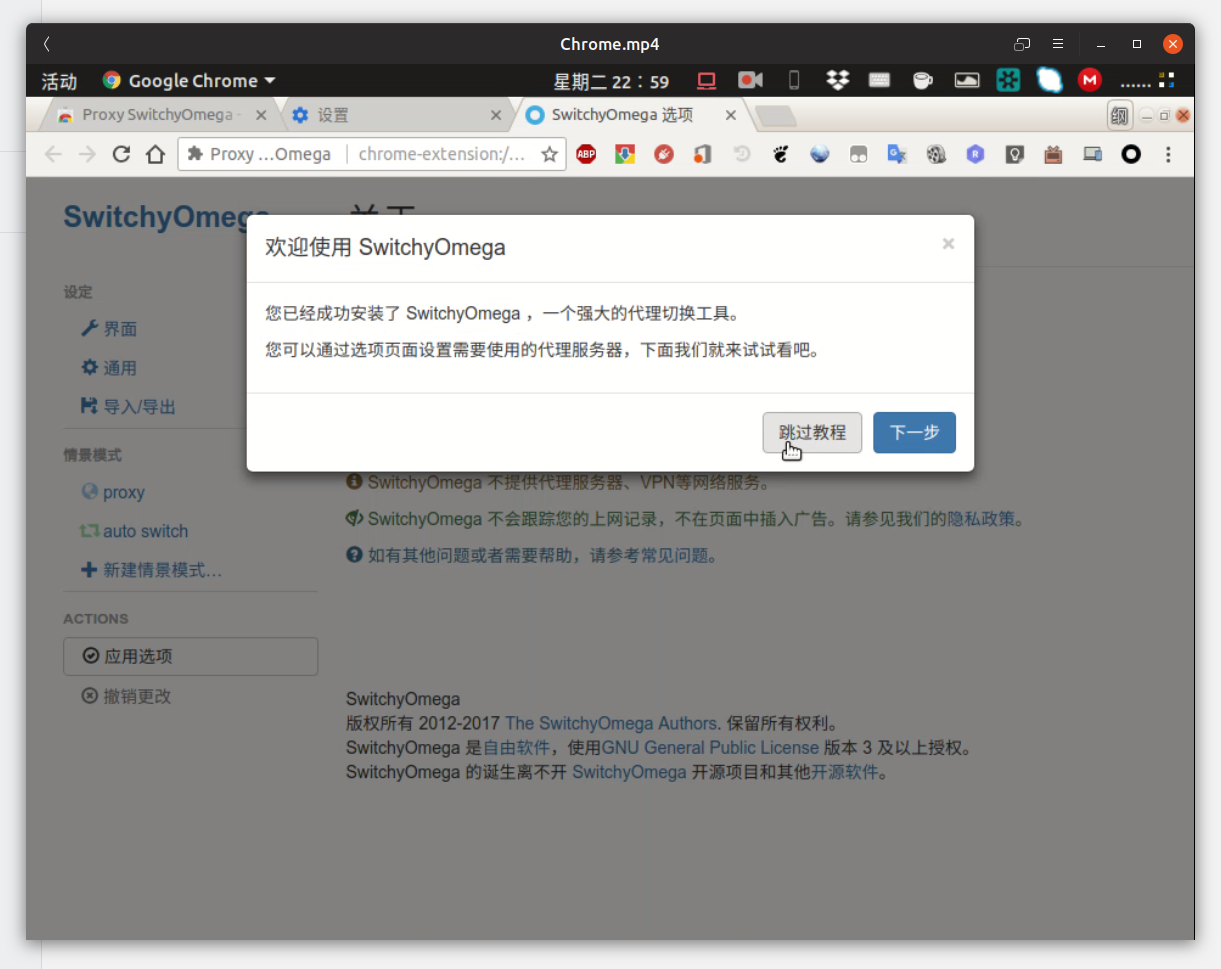 Chrome.mp4
活动 Google Chrome 星期二 22：59 ......
Proxy SwitchyOmega 设置 SwitchyOmega 选项 纲
Proxy ...Omega chrome-extension:/... ABP
SwitchyOmega
欢迎使用 SwitchyOmega
您已经成功安装了 SwitchyOmega ，一个强大的代理切换工具。
您可以通过选项页面设置需要使用的代理服务器，下面我们就来试试看吧。
跳过教程 下一步
设定
界面
通用
导入/导出
情景模式
proxy
auto switch
新建情景模式…
ACTIONS
应用选项
撤销更改
SwitchyOmega 不提供代理服务器、VPN等网络服务。
SwitchyOmega 不会跟踪您的上网记录，不在页面中插入广告。请参见我们的隐私政策。
如有其他问题或者需要帮助，请参考常见问题。
SwitchyOmega
版权所有 2012-2017 The SwitchyOmega Authors. 保留所有权利。
SwitchyOmega 是自由软件，使用GNU General Public License 版本 3 及以上授权。
SwitchyOmega 的诞生离不开 SwitchyOmega 开源项目和其他开源软件。